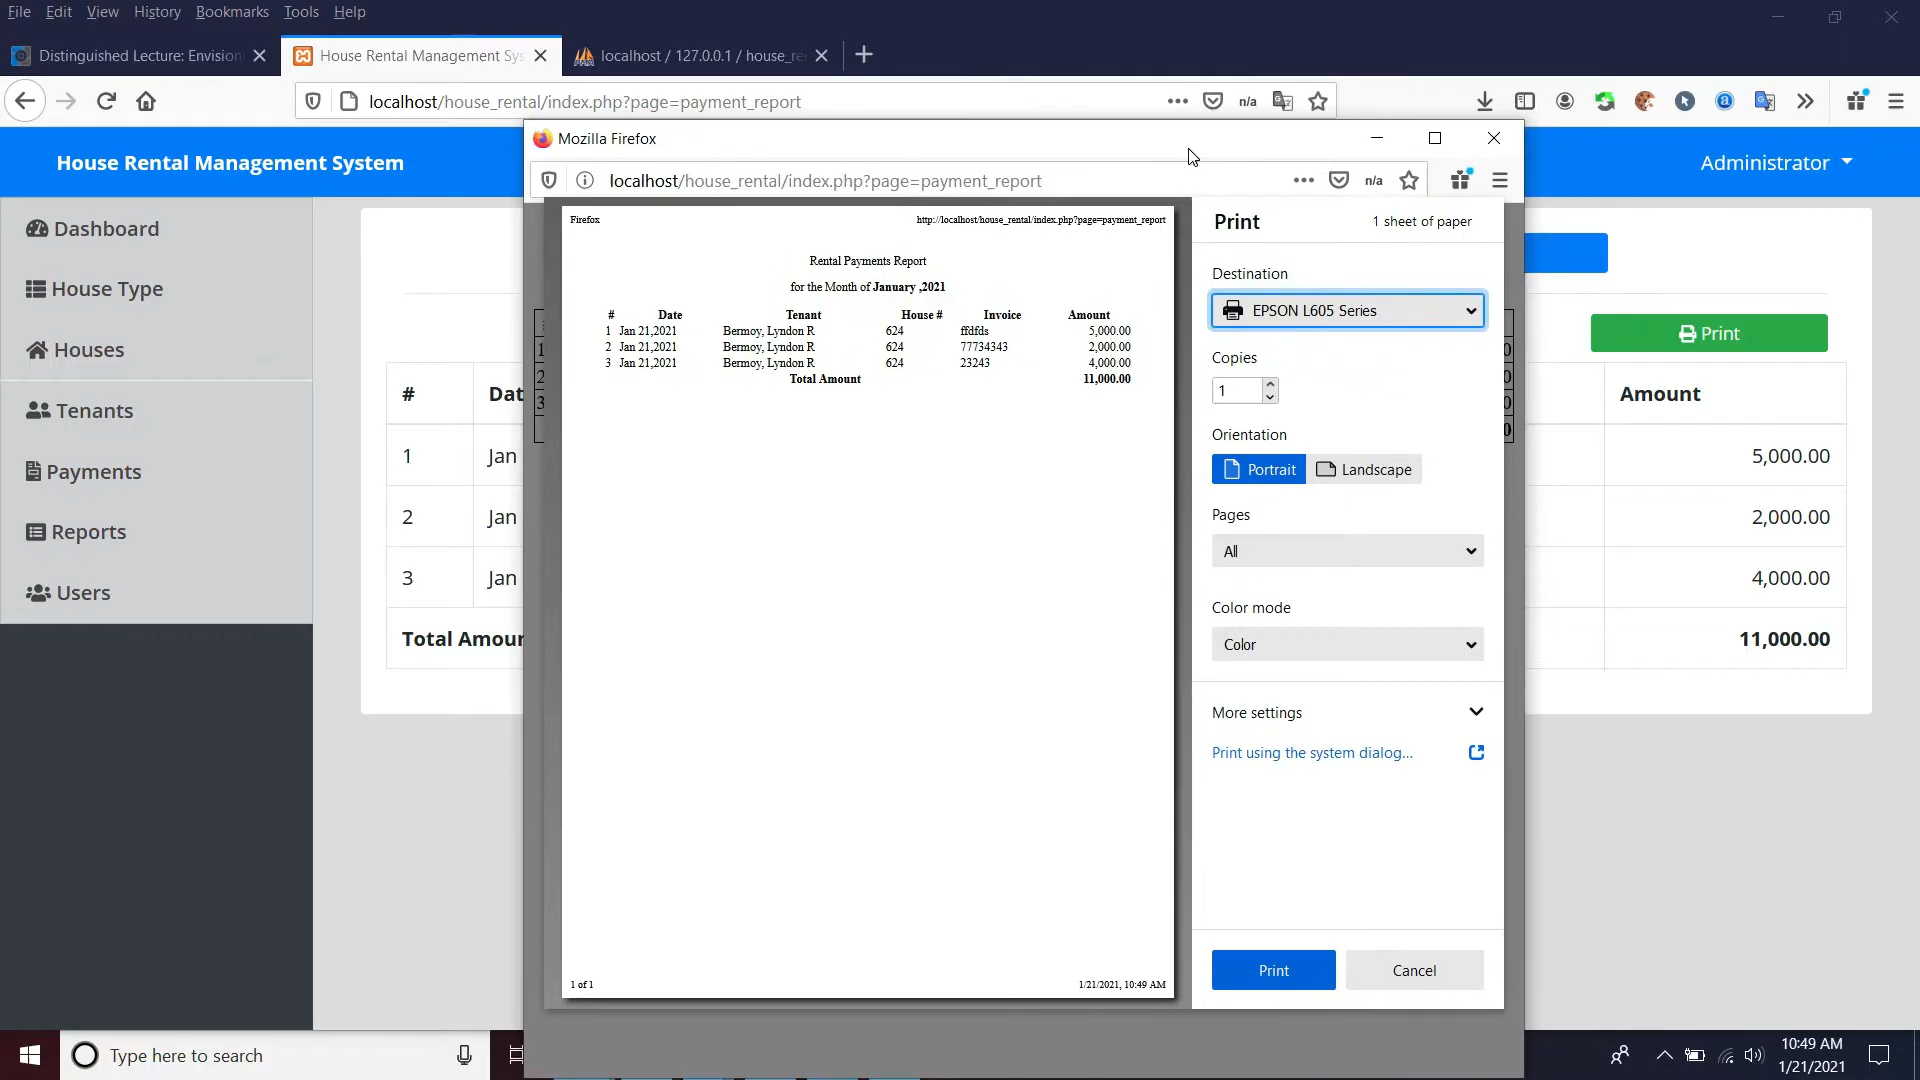 File Edit View History Bookmarks Tools Help
Distinguished Lecture: Envision
House Rental Management Sys
localhost / 127.0.0.1 / house_re
localhost/house_rental/index.php?page=payment_report
n/a
Mozilla Firefox
localhost/house_rental/index.php?page=payment_report
n/a
House Rental Management System
Administrator
Dashboard
House Type
Houses
Tenants
Payments
Reports
Users
Print
# Dat Amount
1 Jan 5,000.00
2 Jan 2,000.00
3 Jan 4,000.00
Total Amoun 11,000.00
Firefox http://localhost/house_rental/index.php?page=payment_report
Rental Payments Report
for the Month of January ,2021
# Date Tenant House # Invoice Amount
1 Jan 21,2021 Bermoy, Lyndon R 624 ffdfds 5,000.00
2 Jan 21,2021 Bermoy, Lyndon R 624 77734343 2,000.00
3 Jan 21,2021 Bermoy, Lyndon R 624 23243 4,000.00
Total Amount 11,000.00
1 of 1 1/21/2021, 10:49 AM
Print 1 sheet of paper
Destination
EPSON L605 Series
Copies
1
Orientation
Portrait Landscape
Pages
All
Color mode
Color
More settings
Print using the system dialog...
Print Cancel
Type here to search
10:49 AM
1/21/2021